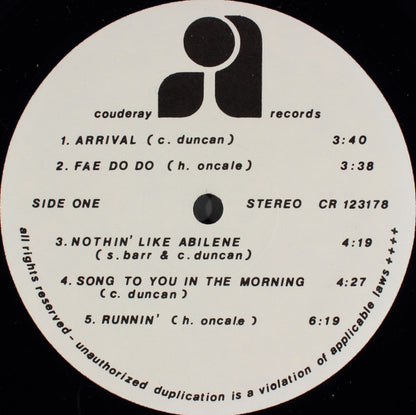 couderay records
1. ARRIVAL (c. duncan) 3:40
2. FAE DO DO (h. oncale) 3:38
SIDE ONE STEREO CR 123178
3. NOTHIN' LIKE ABILENE 4:19
(s. barr & c. duncan)
4. SONG TO YOU IN THE MORNING 4:27
(c. duncan)
5. RUNNIN' (h. oncale) 6:19
all rights reserved - unauthorized duplication is a violation of applicable laws ++++